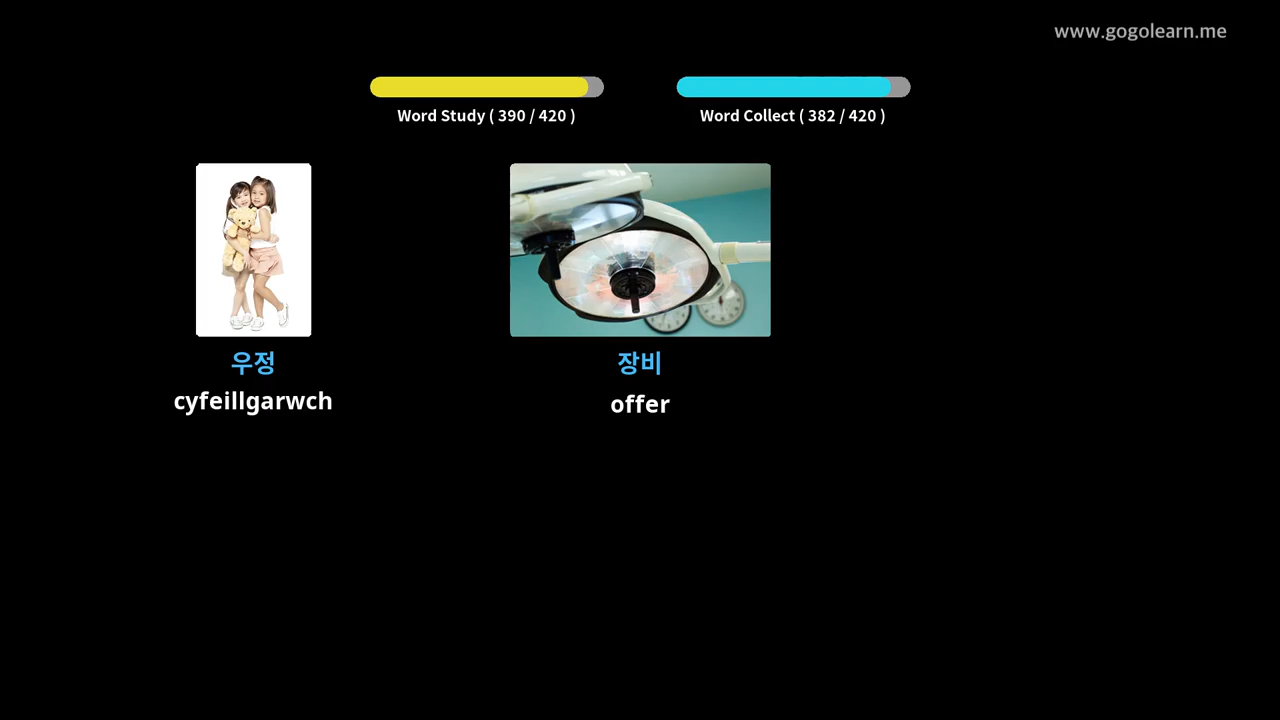 www.gogolearn.me
Word Study ( 390 / 420 )
Word Collect ( 382 / 420 )
우정
cyfeillgarwch
장비
offer